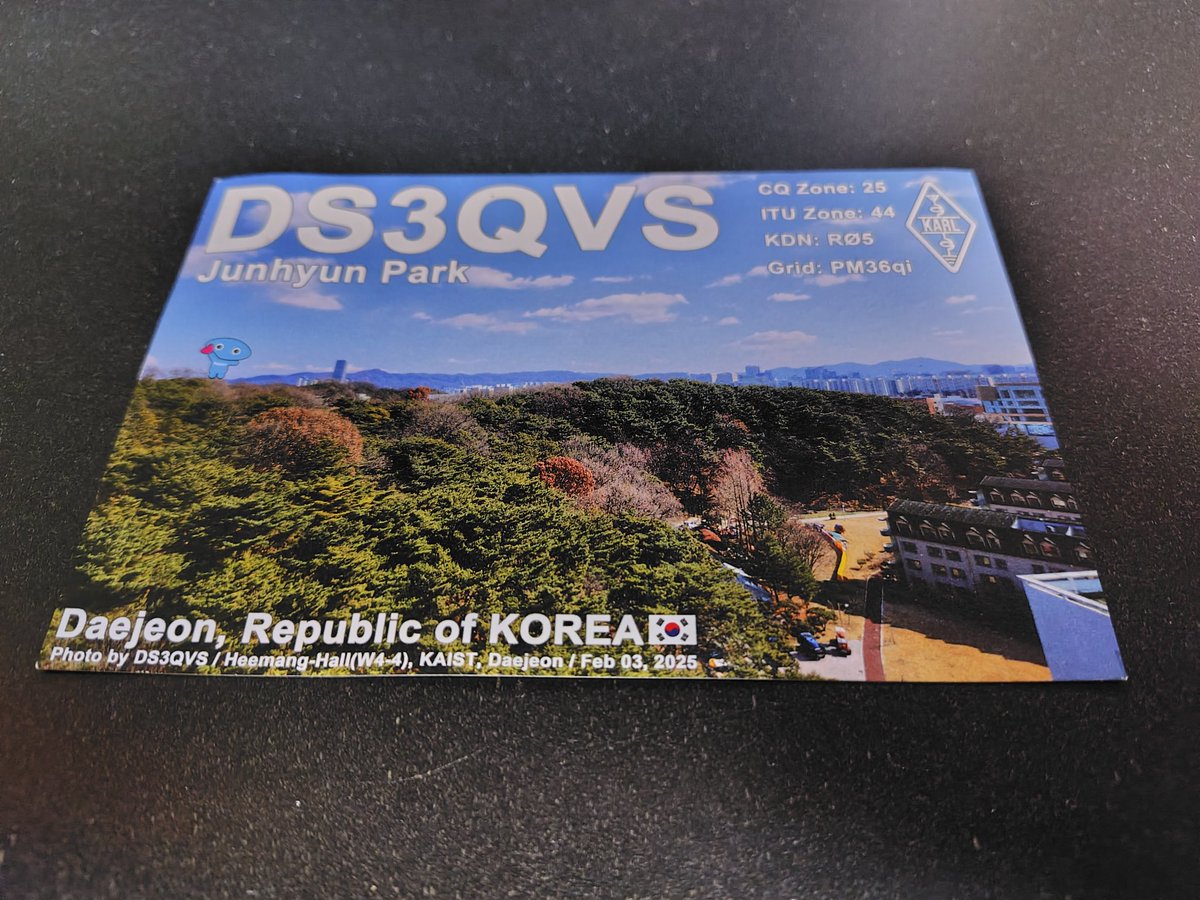 DS3QVS
Junhyun Park
CQ Zone: 25
ITU Zone: 44
KDN: RØ5
Grid: PM36qi
KARL
Daejeon, Republic of KOREA
Photo by DS3QVS / Heemang-Hall(W4-4), KAIST, Daejeon / Feb 03, 2025